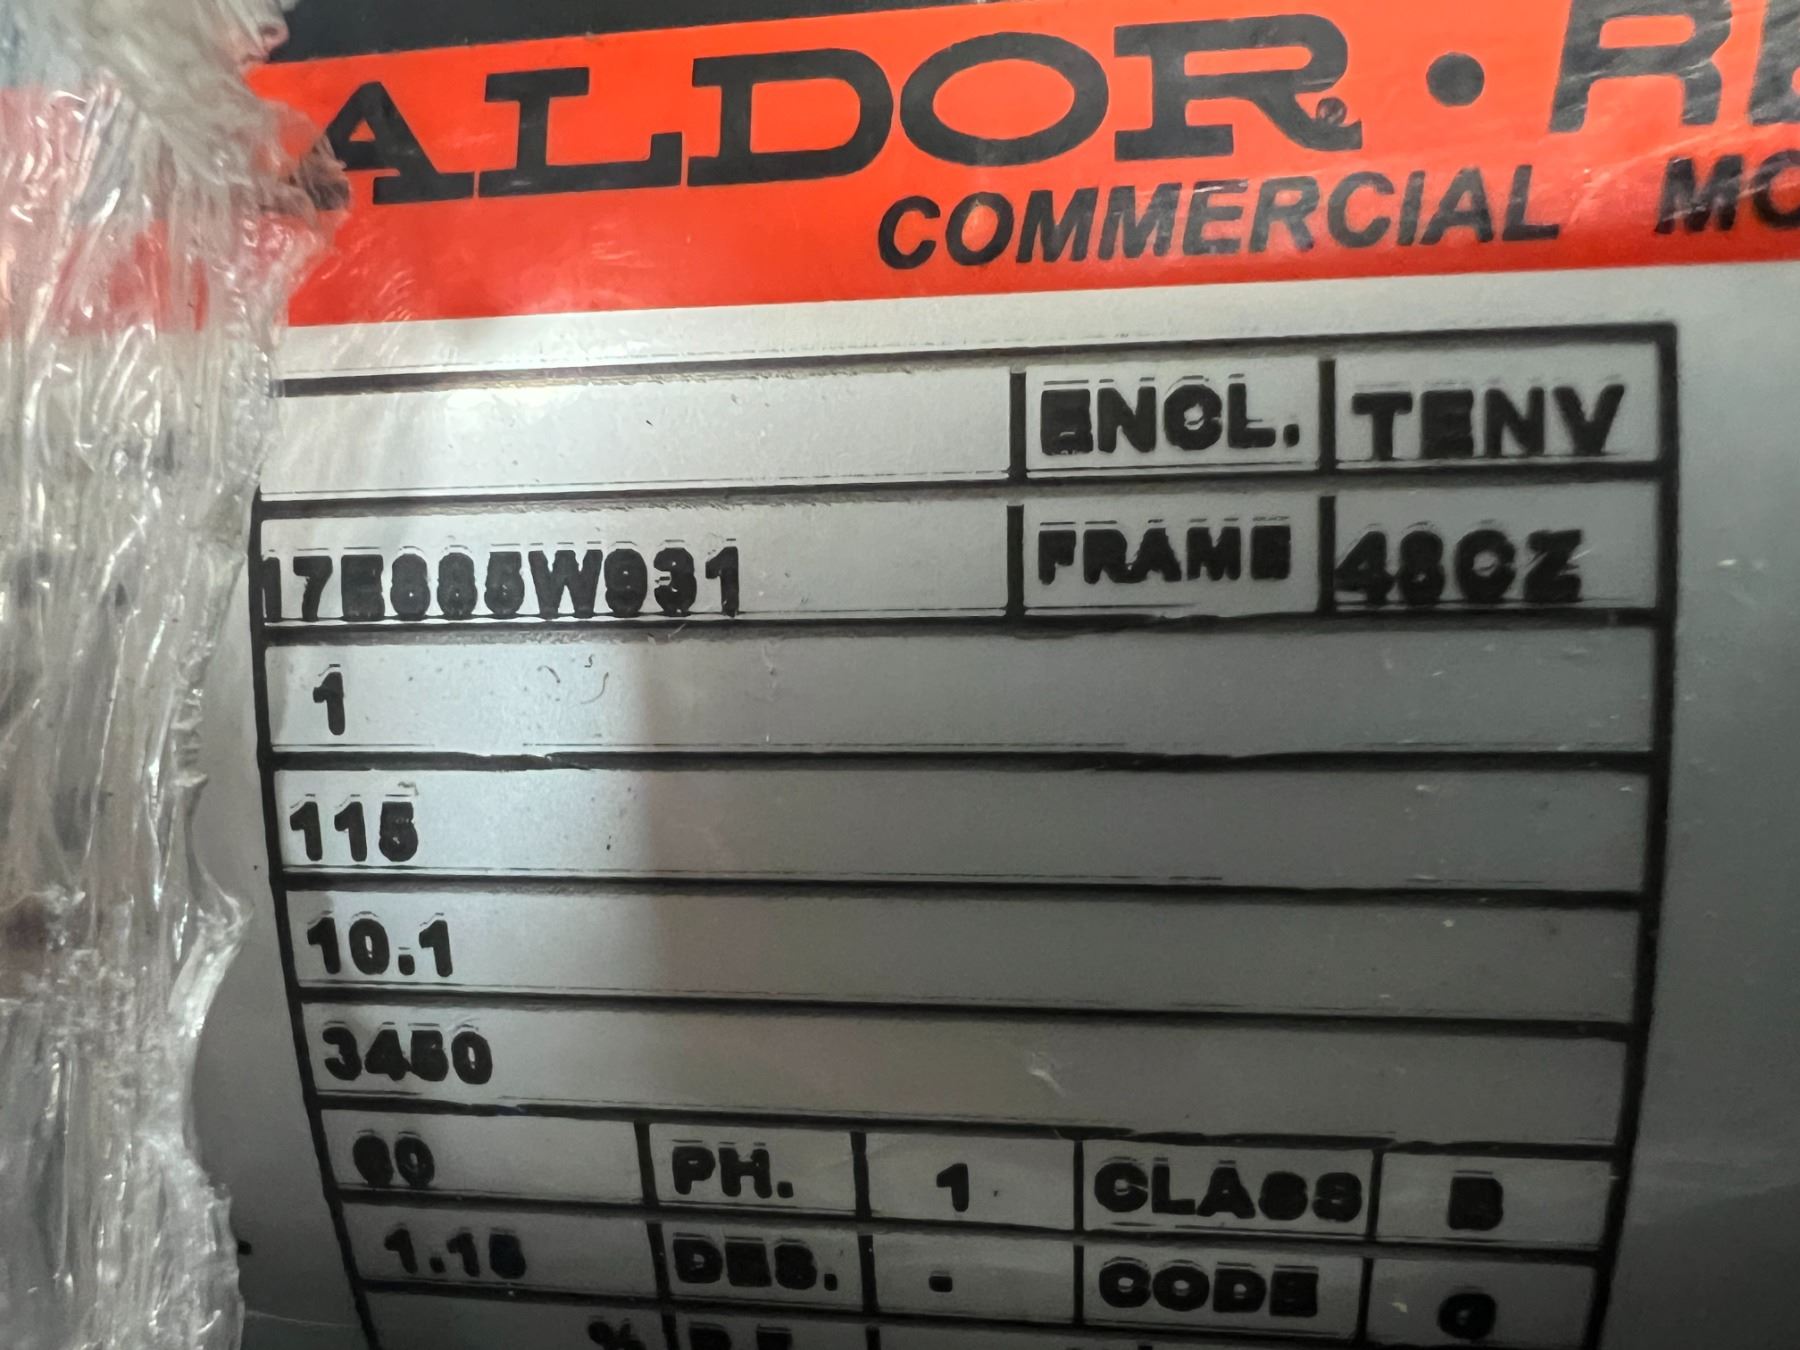 ALDOR · RE
COMMERCIAL MO
ENCL. TENV
FRAME 48CZ
1
115
10.1
3450
60 PH. 1 CLASS B
1.15 DES. - CODE
%